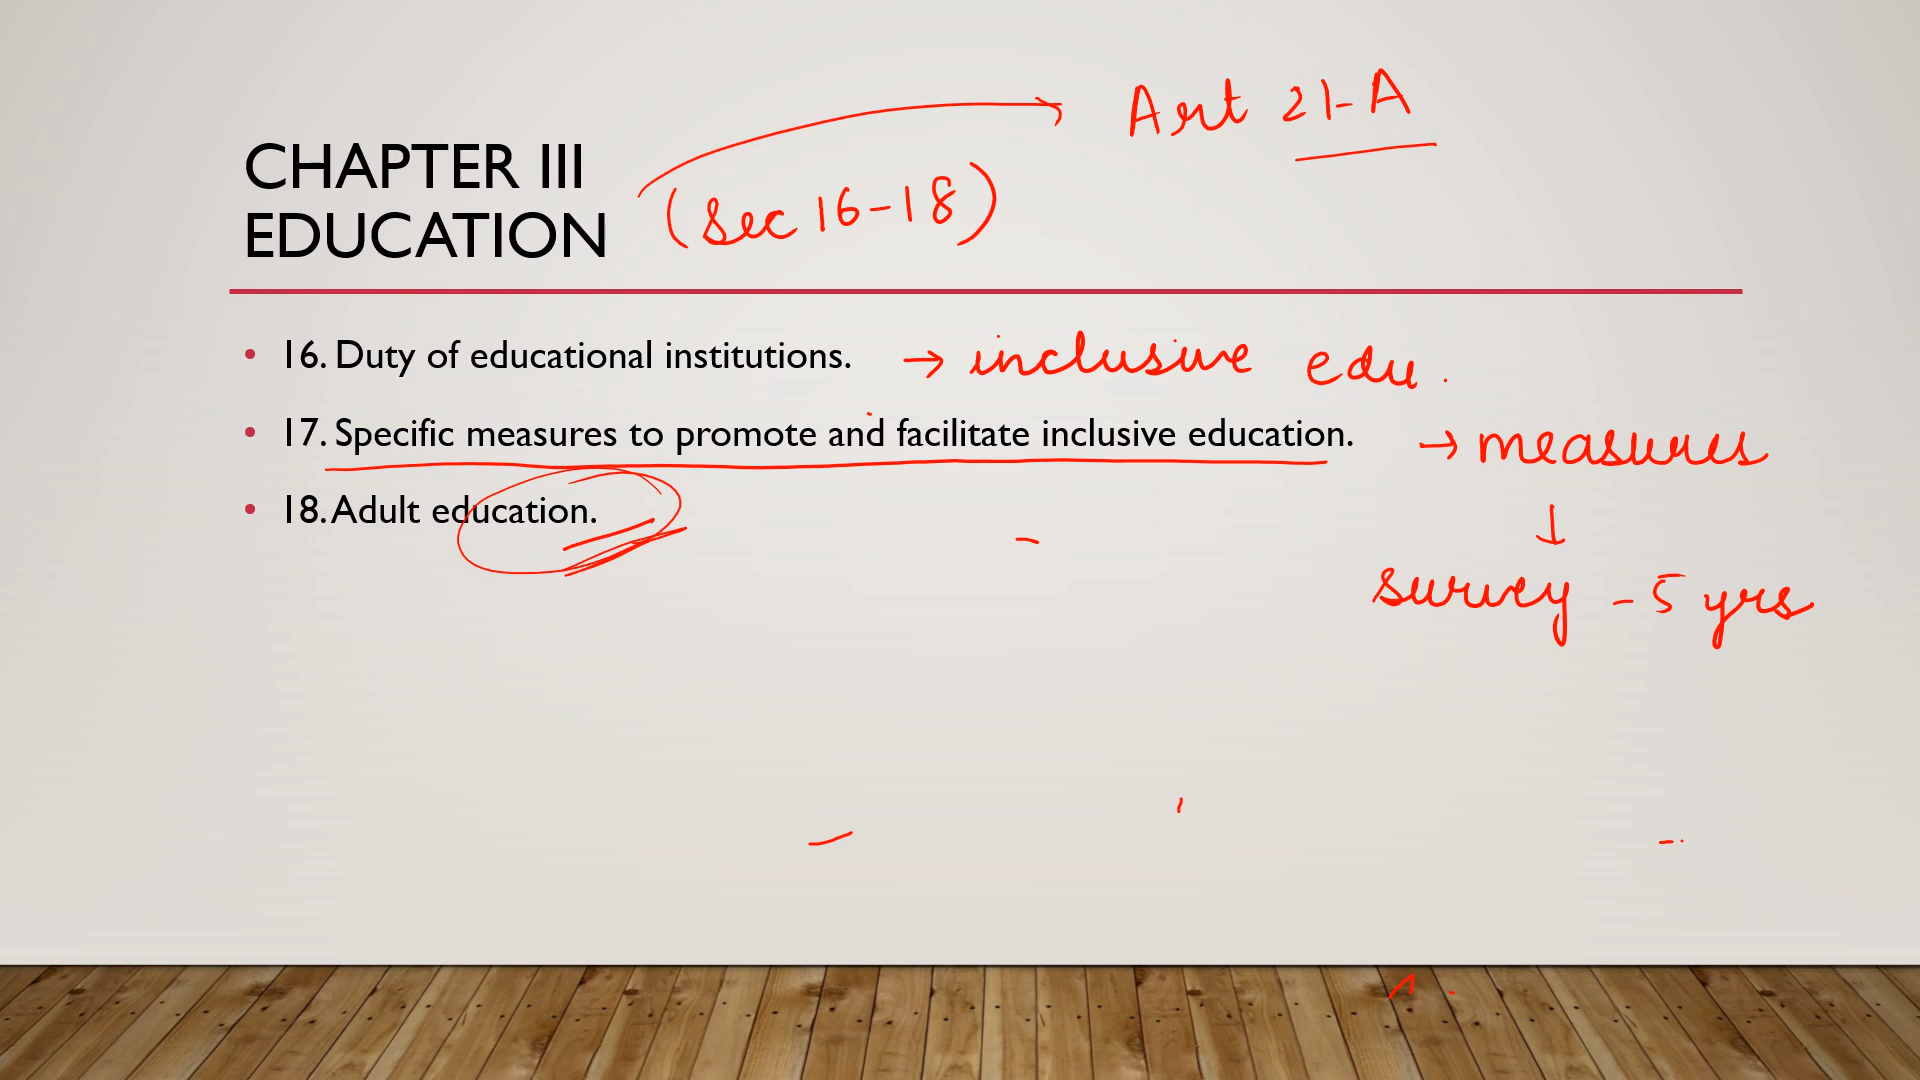 Art 21-A
CHAPTER III
EDUCATION (Sec 16-18)
• 16. Duty of educational institutions. → inclusive edu.
• 17. Specific measures to promote and facilitate inclusive education. → measures
• 18. Adult education.
survey - 5 yrs